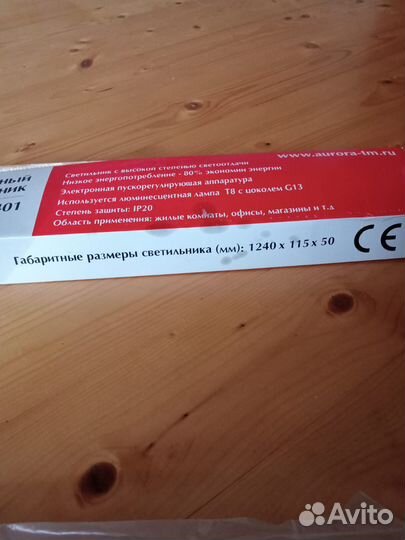 www.aurora-tm.ru
НЫЙ
НИК
401
Светильник с высокой степенью светоотдачи
Низкое энергопотребление - 80% экономии энергии
Электронная пускорегулирующая аппаратура
Используется люминесцентная лампа T8 с цоколем G13
Степень защиты: IP20
Область применения: жилые комнаты, офисы, магазины и т.д
Габаритные размеры светильника (мм): 1240 x 115 x 50
CE
Avito